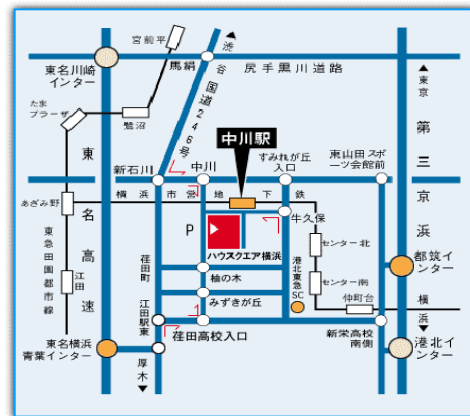 宮前平
渋谷
馬絹
尻手黒川道路
東名川崎
インター
国道246号
東京
たま
プラーザ
鷺沼
中川駅
第三京浜
東名高速
新石川
中川
すみれが丘
入口
東山田スポ
ーツ会館前
横浜市営地下鉄
あざみ野
牛久保
P
センター北
ハウスクエア横浜
東急田園都市線
荏田町
港北東急SC
都筑イ
ンター
江田
柚の木
センター南
みずきが丘
仲町台
横浜
江田駅東
東名横浜
青葉インター
荏田高校入口
新栄高校
南側
港北イ
ンター
厚木